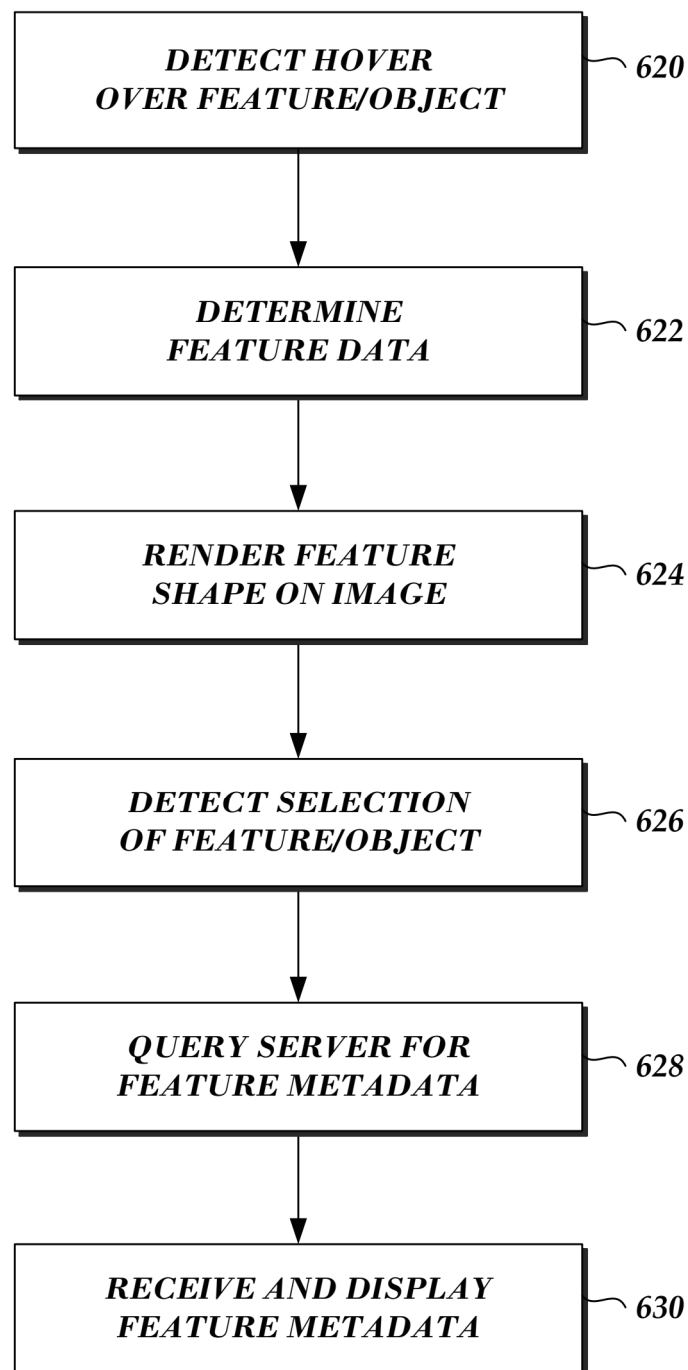 DETECT HOVER
OVER FEATURE/OBJECT
620
DETERMINE
FEATURE DATA
622
RENDER FEATURE
SHAPE ON IMAGE
624
DETECT SELECTION
OF FEATURE/OBJECT
626
QUERY SERVER FOR
FEATURE METADATA
628
RECEIVE AND DISPLAY
FEATURE METADATA
630